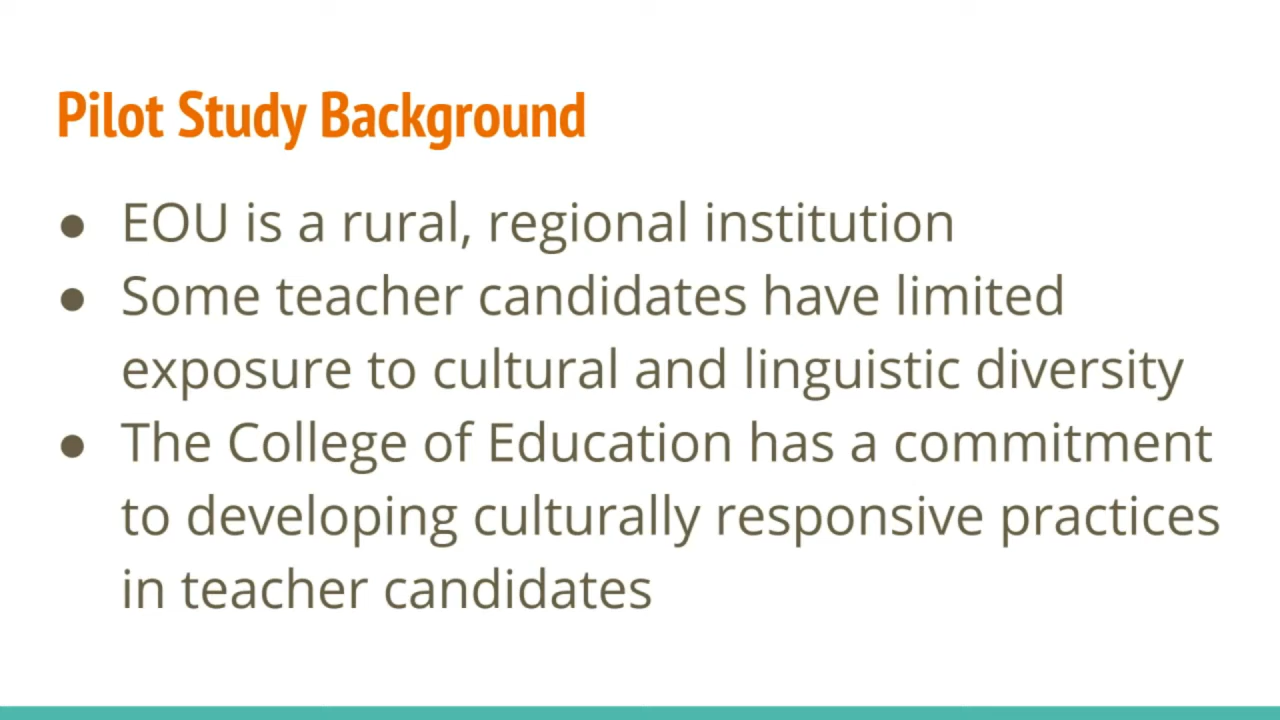 Pilot Study Background
● EOU is a rural, regional institution
● Some teacher candidates have limited
exposure to cultural and linguistic diversity
● The College of Education has a commitment
to developing culturally responsive practices
in teacher candidates